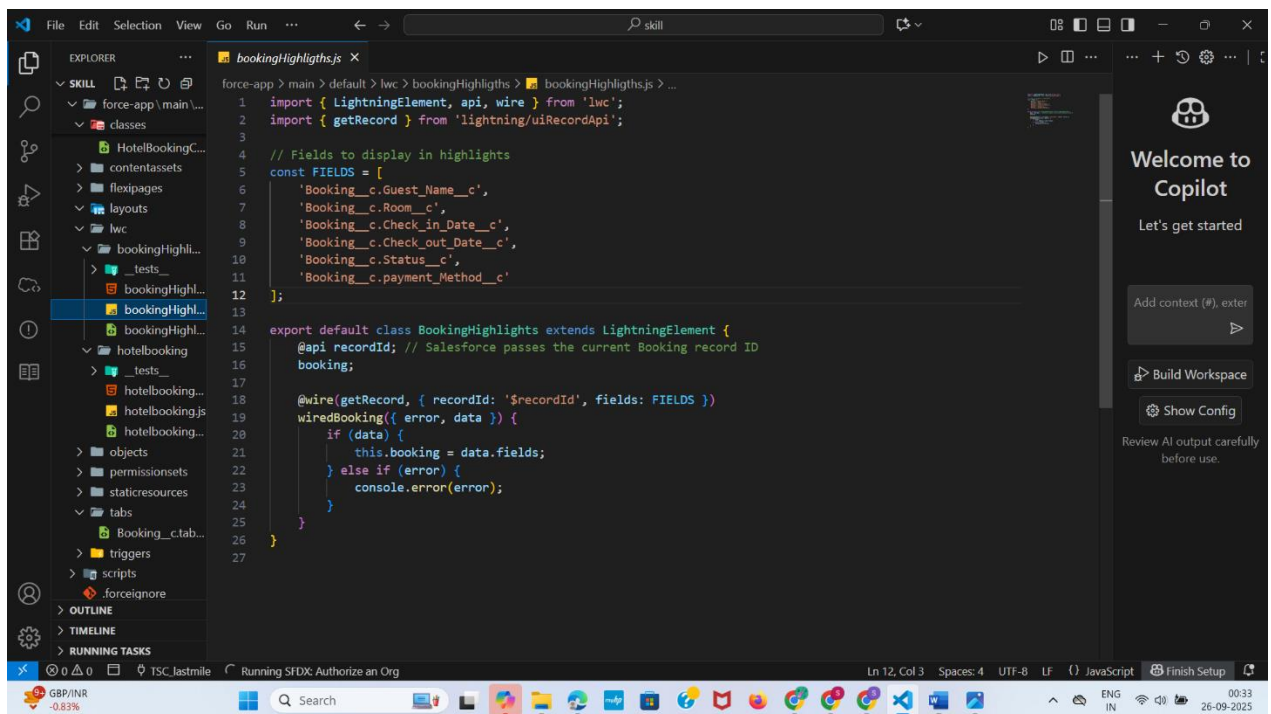 File Edit Selection View Go Run ··· skill
EXPLORER ···
SKILL
force-app\main\...
classes
HotelBookingC...
contentassets
flexipages
layouts
lwc
bookingHighli...
__tests__
bookingHighl...
bookingHighl...
bookingHighl...
hotelbooking
__tests__
hotelbooking...
hotelbooking.js
hotelbooking...
objects
permissionsets
staticresources
tabs
Booking__c.tab...
triggers
scripts
.forceignore
OUTLINE
TIMELINE
RUNNING TASKS
bookingHighligths.js
force-app > main > default > lwc > bookingHighligths > bookingHighligths.js > ...
1 import { LightningElement, api, wire } from 'lwc';
2 import { getRecord } from 'lightning/uiRecordApi';
3
4 // Fields to display in highlights
5 const FIELDS = [
6 'Booking__c.Guest_Name__c',
7 'Booking__c.Room__c',
8 'Booking__c.Check_in_Date__c',
9 'Booking__c.Check_out_Date__c',
10 'Booking__c.Status__c',
11 'Booking__c.payment_Method__c'
12 ];
13
14 export default class BookingHighlights extends LightningElement {
15 @api recordId; // Salesforce passes the current Booking record ID
16 booking;
17
18 @wire(getRecord, { recordId: '$recordId', fields: FIELDS })
19 wiredBooking({ error, data }) {
20 if (data) {
21 this.booking = data.fields;
22 } else if (error) {
23 console.error(error);
24 }
25 }
26 }
27
Welcome to
Copilot
Let's get started
Add context (#), exter
Build Workspace
Show Config
Review AI output carefully
before use.
0 0 TSC_lastmile Running SFDX: Authorize an Org Ln 12, Col 3 Spaces: 4 UTF-8 LF {} JavaScript Finish Setup
GBP/INR
-0.83%
Search
ENG
IN
00:33
26-09-2025